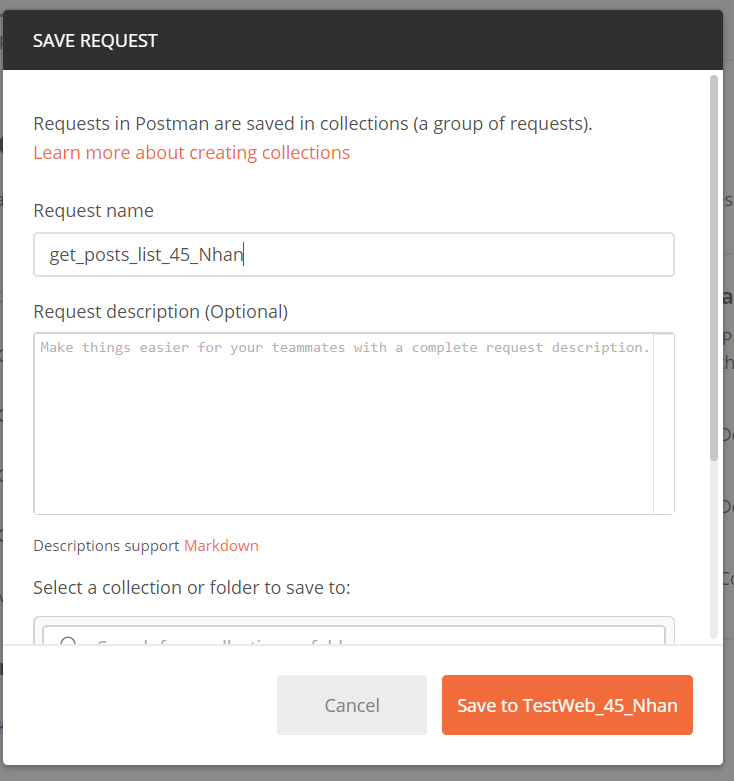 SAVE REQUEST
Requests in Postman are saved in collections (a group of requests).
Learn more about creating collections
Request name
get_posts_list_45_Nhan
Request description (Optional)
Make things easier for your teammates with a complete request description.
Descriptions support Markdown
Select a collection or folder to save to:
Cancel
Save to TestWeb_45_Nhan